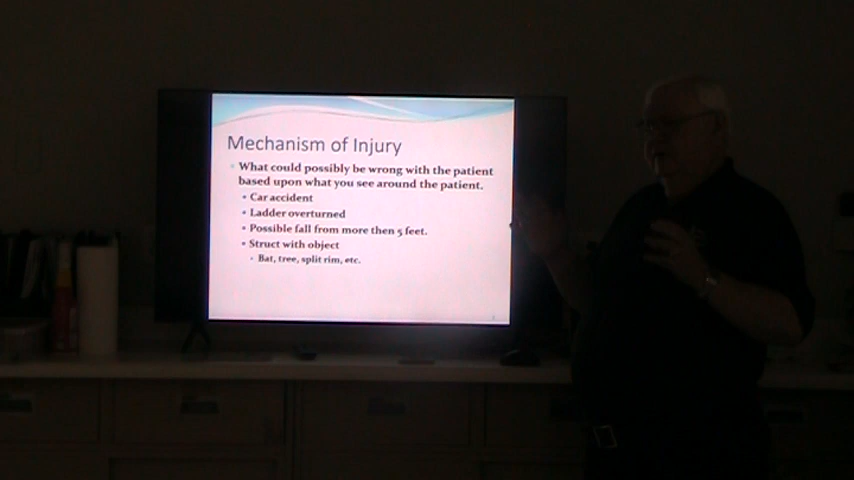 Mechanism of Injury
What could possibly be wrong with the patient
based upon what you see around the patient.
Car accident
Ladder overturned
Possible fall from more then 5 feet.
Struct with object
Bat, tree, split rim, etc.